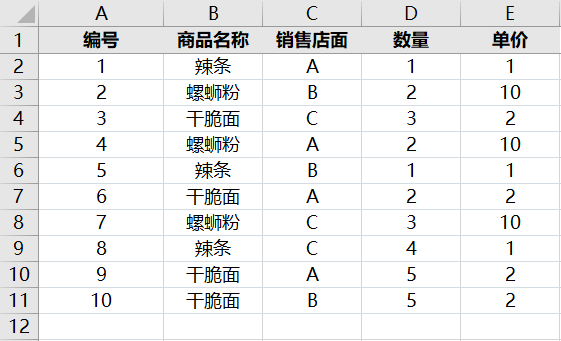 A B C D E
1 编号 商品名称 销售店面 数量 单价
2 1 辣条 A 1 1
3 2 螺蛳粉 B 2 10
4 3 干脆面 C 3 2
5 4 螺蛳粉 A 2 10
6 5 辣条 B 1 1
7 6 干脆面 A 2 2
8 7 螺蛳粉 C 3 10
9 8 辣条 C 4 1
10 9 干脆面 A 5 2
11 10 干脆面 B 5 2
12